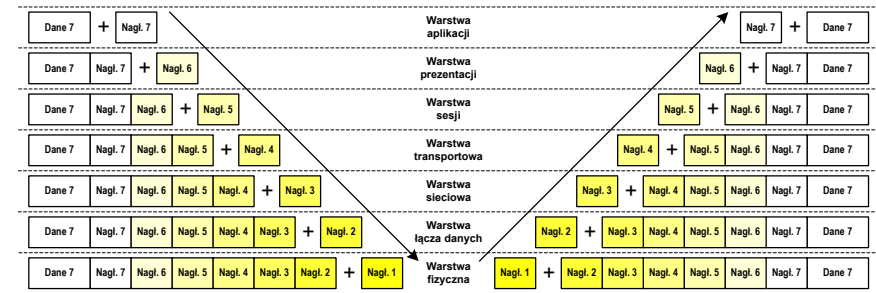 Dane 7 + Nagł. 7 Warstwa aplikacji Nagł. 7 + Dane 7
Dane 7 Nagł. 7 + Nagł. 6 Warstwa prezentacji Nagł. 6 + Nagł. 7 Dane 7
Dane 7 Nagł. 7 Nagł. 6 + Nagł. 5 Warstwa sesji Nagł. 5 + Nagł. 6 Nagł. 7 Dane 7
Dane 7 Nagł. 7 Nagł. 6 Nagł. 5 + Nagł. 4 Warstwa transportowa Nagł. 4 + Nagł. 5 Nagł. 6 Nagł. 7 Dane 7
Dane 7 Nagł. 7 Nagł. 6 Nagł. 5 Nagł. 4 + Nagł. 3 Warstwa sieciowa Nagł. 3 + Nagł. 4 Nagł. 5 Nagł. 6 Nagł. 7 Dane 7
Dane 7 Nagł. 7 Nagł. 6 Nagł. 5 Nagł. 4 Nagł. 3 + Nagł. 2 Warstwa łącza danych Nagł. 2 + Nagł. 3 Nagł. 4 Nagł. 5 Nagł. 6 Nagł. 7 Dane 7
Dane 7 Nagł. 7 Nagł. 6 Nagł. 5 Nagł. 4 Nagł. 3 Nagł. 2 + Nagł. 1 Warstwa fizyczna Nagł. 1 + Nagł. 2 Nagł. 3 Nagł. 4 Nagł. 5 Nagł. 6 Nagł. 7 Dane 7